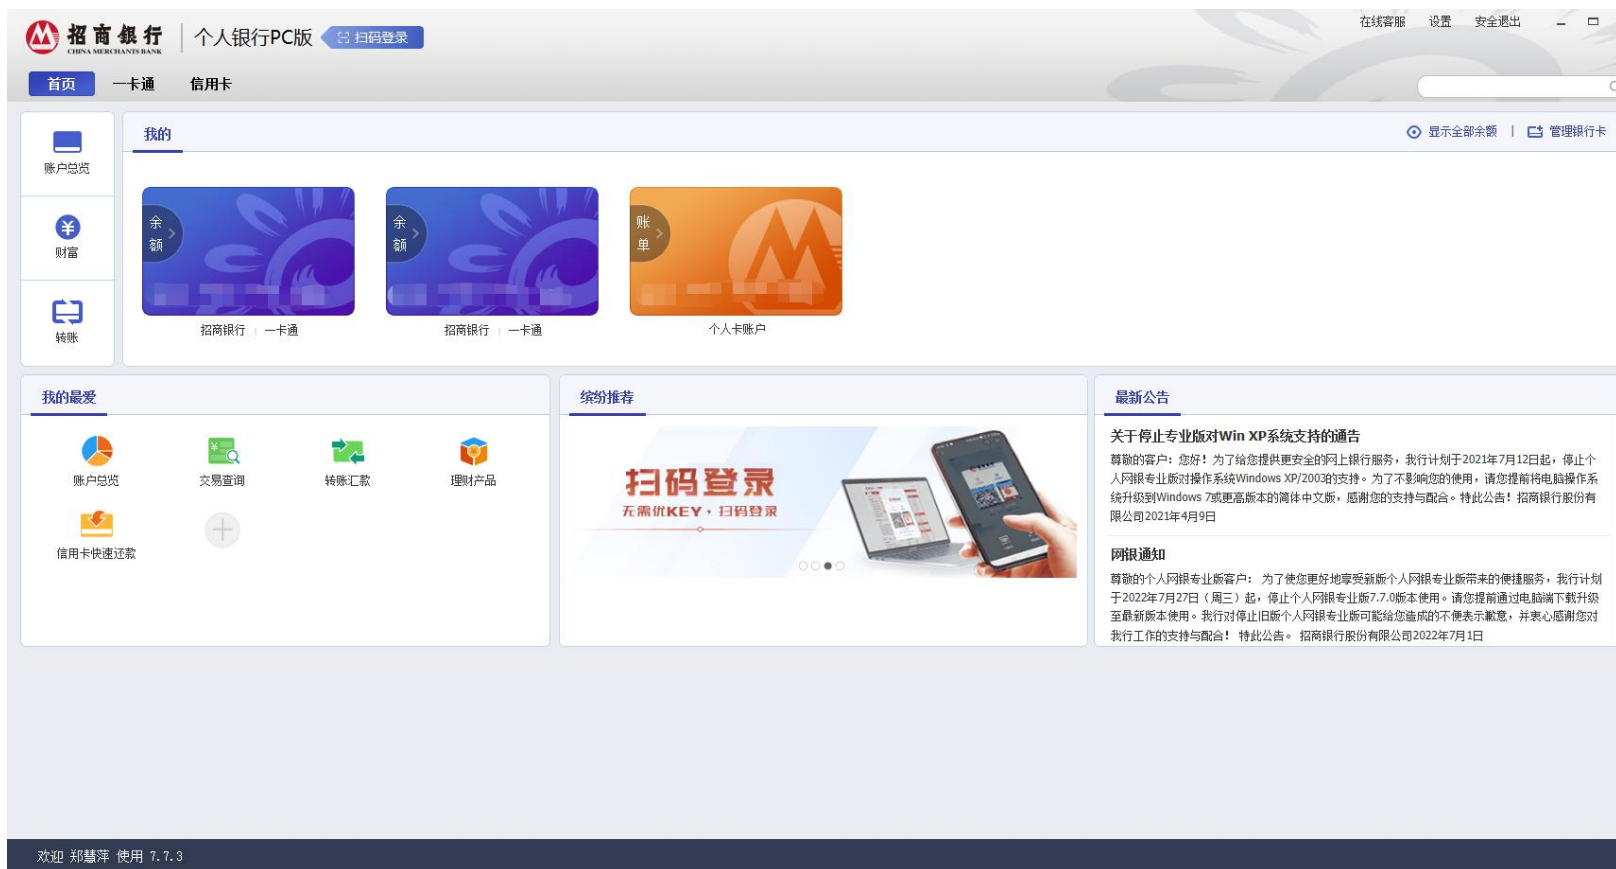 招商银行
CHINA MERCHANTS BANK
个人银行PC版
扫码登录
在线客服 设置 安全退出
首页 一卡通 信用卡
账户总览
财富
转账
我的
显示全部余额 | 管理银行卡
余额
余额
账单
招商银行 | 一卡通
招商银行 | 一卡通
个人卡账户
我的最爱
账户总览 交易查询 转账汇款 理财产品
信用卡快速还款
缤纷推荐
扫码登录
无需优KEY,扫码登录
最新公告
关于停止专业版对Win XP系统支持的通告
尊敬的客户:您好!为了给您提供更安全的网上银行服务,我行计划于2021年7月12日起,停止个
人网银专业版对操作系统Windows XP/2003的支持。为了不影响您的使用,请您提前将电脑操作系
统升级到Windows 7或更高版本的简体中文版,感谢您的支持与配合。特此公告!招商银行股份有
限公司2021年4月9日
网银通知
尊敬的个人网银专业版客户: 为了使您更好地享受新版个人网银专业版带来的便捷服务,我行计划
于2022年7月27日(周三)起,停止个人网银专业版7.7.0版本使用。请您提前通过电脑端下载升级
至最新版本使用。我行对停止旧版个人网银专业版可能给您造成的不便表示歉意,并衷心感谢您对
我行工作的支持与配合! 特此公告。 招商银行股份有限公司2022年7月1日
欢迎 郑慧萍 使用 7.7.3